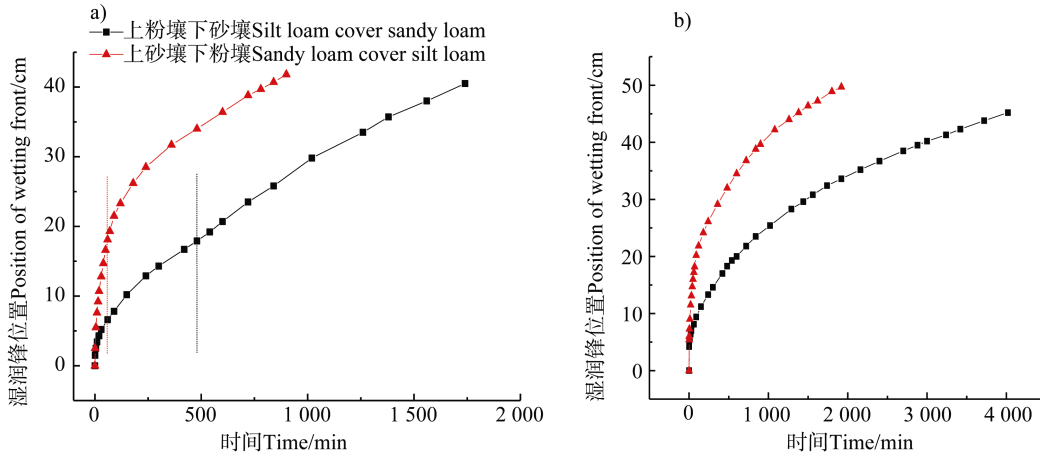 a)
上粉壤下砂壤Silt loam cover sandy loam
上砂壤下粉壤Sandy loam cover silt loam
湿润锋位置Position of wetting front/cm
40
30
20
10
0
0
500
1 000
1 500
2 000
时间Time/min
b)
湿润锋位置Position of wetting front/cm
50
40
30
20
10
0
0
1 000
2 000
3 000
4 000
时间Time/min